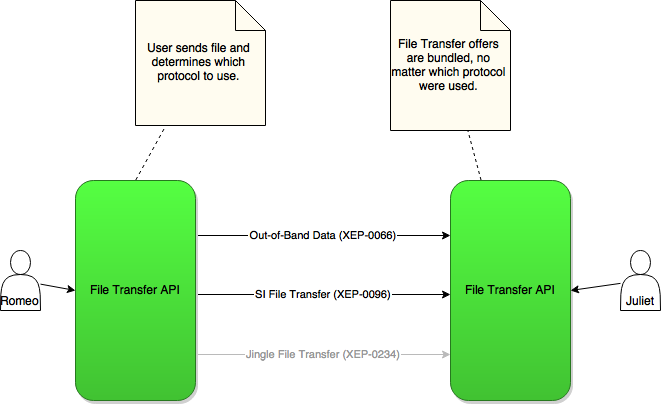 User sends file and
determines which
protocol to use.
File Transfer offers
are bundled, no
matter which protocol
were used.
Out-of-Band Data (XEP-0066)
File Transfer API
SI File Transfer (XEP-0096)
File Transfer API
Romeo
Juliet
Jingle File Transfer (XEP-0234)